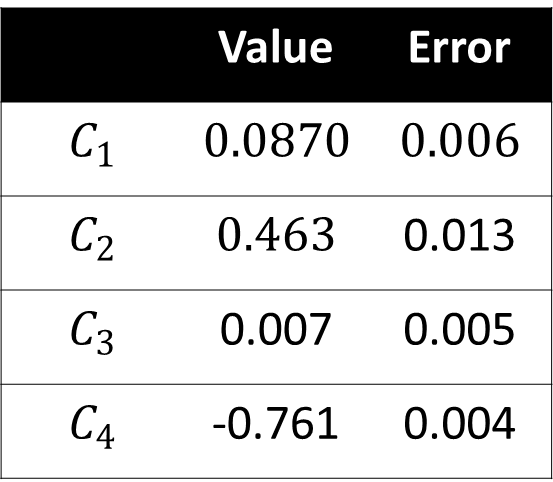 Value Error
C₁ 0.0870 0.006
C₂ 0.463 0.013
C₃ 0.007 0.005
C₄ -0.761 0.004